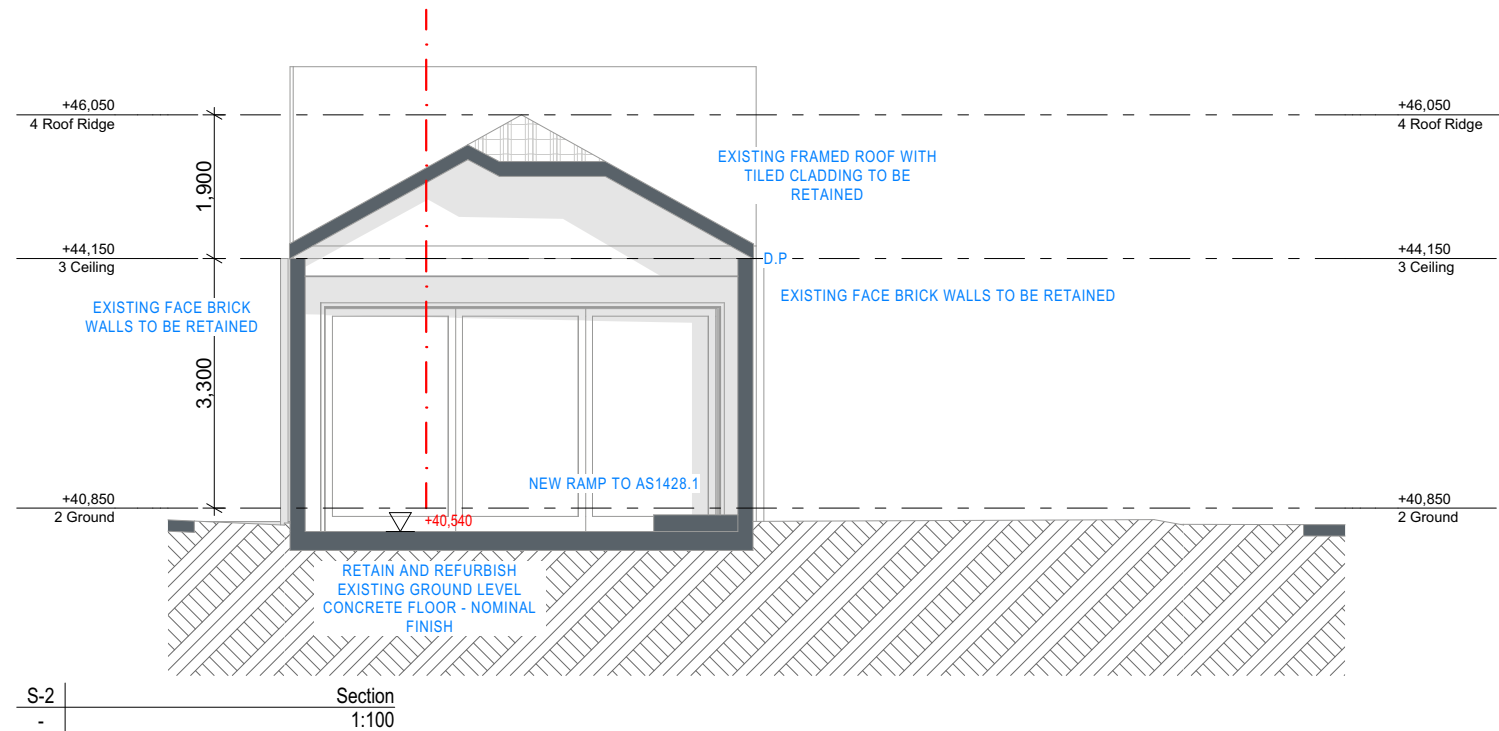 +46,050
4 Roof Ridge
+46,050
4 Roof Ridge
EXISTING FRAMED ROOF WITH
TILED CLADDING TO BE
RETAINED
1,900
+44,150
3 Ceiling
D.P
+44,150
3 Ceiling
EXISTING FACE BRICK
WALLS TO BE RETAINED
EXISTING FACE BRICK WALLS TO BE RETAINED
3,300
NEW RAMP TO AS1428.1
+40,850
2 Ground
+40,540
+40,850
2 Ground
RETAIN AND REFURBISH
EXISTING GROUND LEVEL
CONCRETE FLOOR - NOMINAL
FINISH
S-2 Section
- 1:100